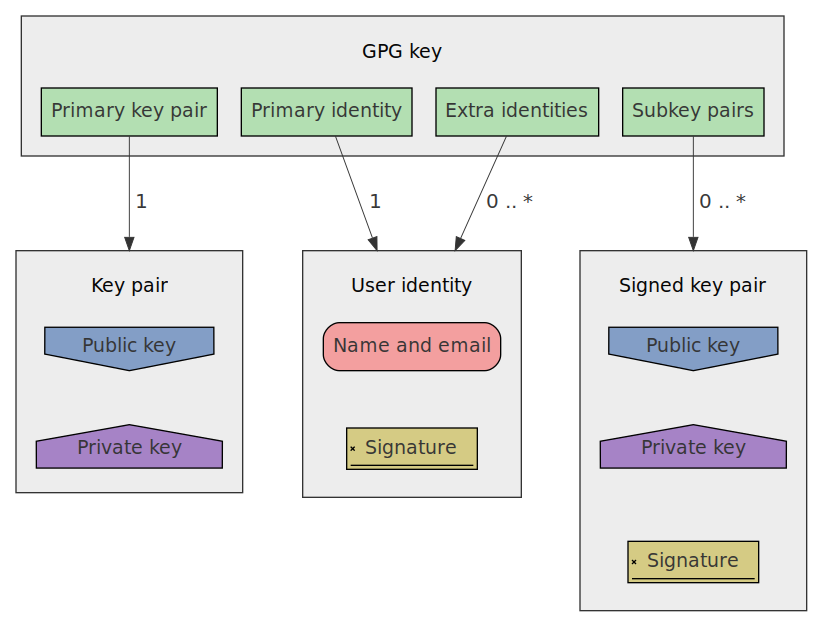 GPG key
Primary key pair
Primary identity
Extra identities
Subkey pairs
1
1
0 .. *
0 .. *
Key pair
Public key
Private key
User identity
Name and email
Signature
Signed key pair
Public key
Private key
Signature